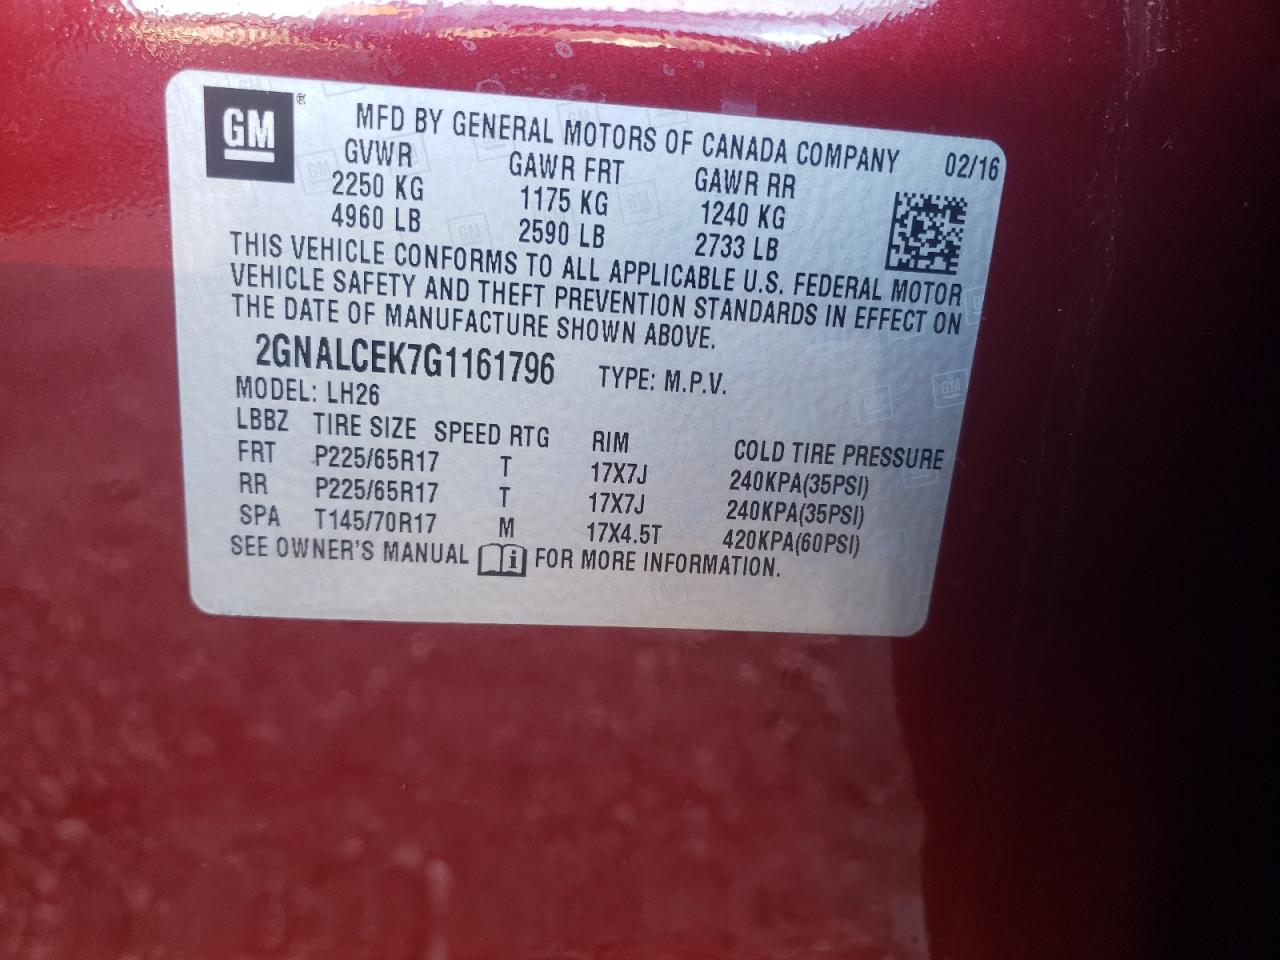 GM ® MFD BY GENERAL MOTORS OF CANADA COMPANY 02/16
GVWR GAWR FRT GAWR RR
2250 KG 1175 KG 1240 KG
4960 LB 2590 LB 2733 LB
THIS VEHICLE CONFORMS TO ALL APPLICABLE U.S. FEDERAL MOTOR
VEHICLE SAFETY AND THEFT PREVENTION STANDARDS IN EFFECT ON
THE DATE OF MANUFACTURE SHOWN ABOVE.
2GNALCEK7G1161796 TYPE: M.P.V.
MODEL: LH26
LBBZ TIRE SIZE SPEED RTG RIM COLD TIRE PRESSURE
FRT P225/65R17 T 17X7J 240KPA(35PSI)
RR P225/65R17 T 17X7J 240KPA(35PSI)
SPA T145/70R17 M 17X4.5T 420KPA(60PSI)
SEE OWNER'S MANUAL i FOR MORE INFORMATION.